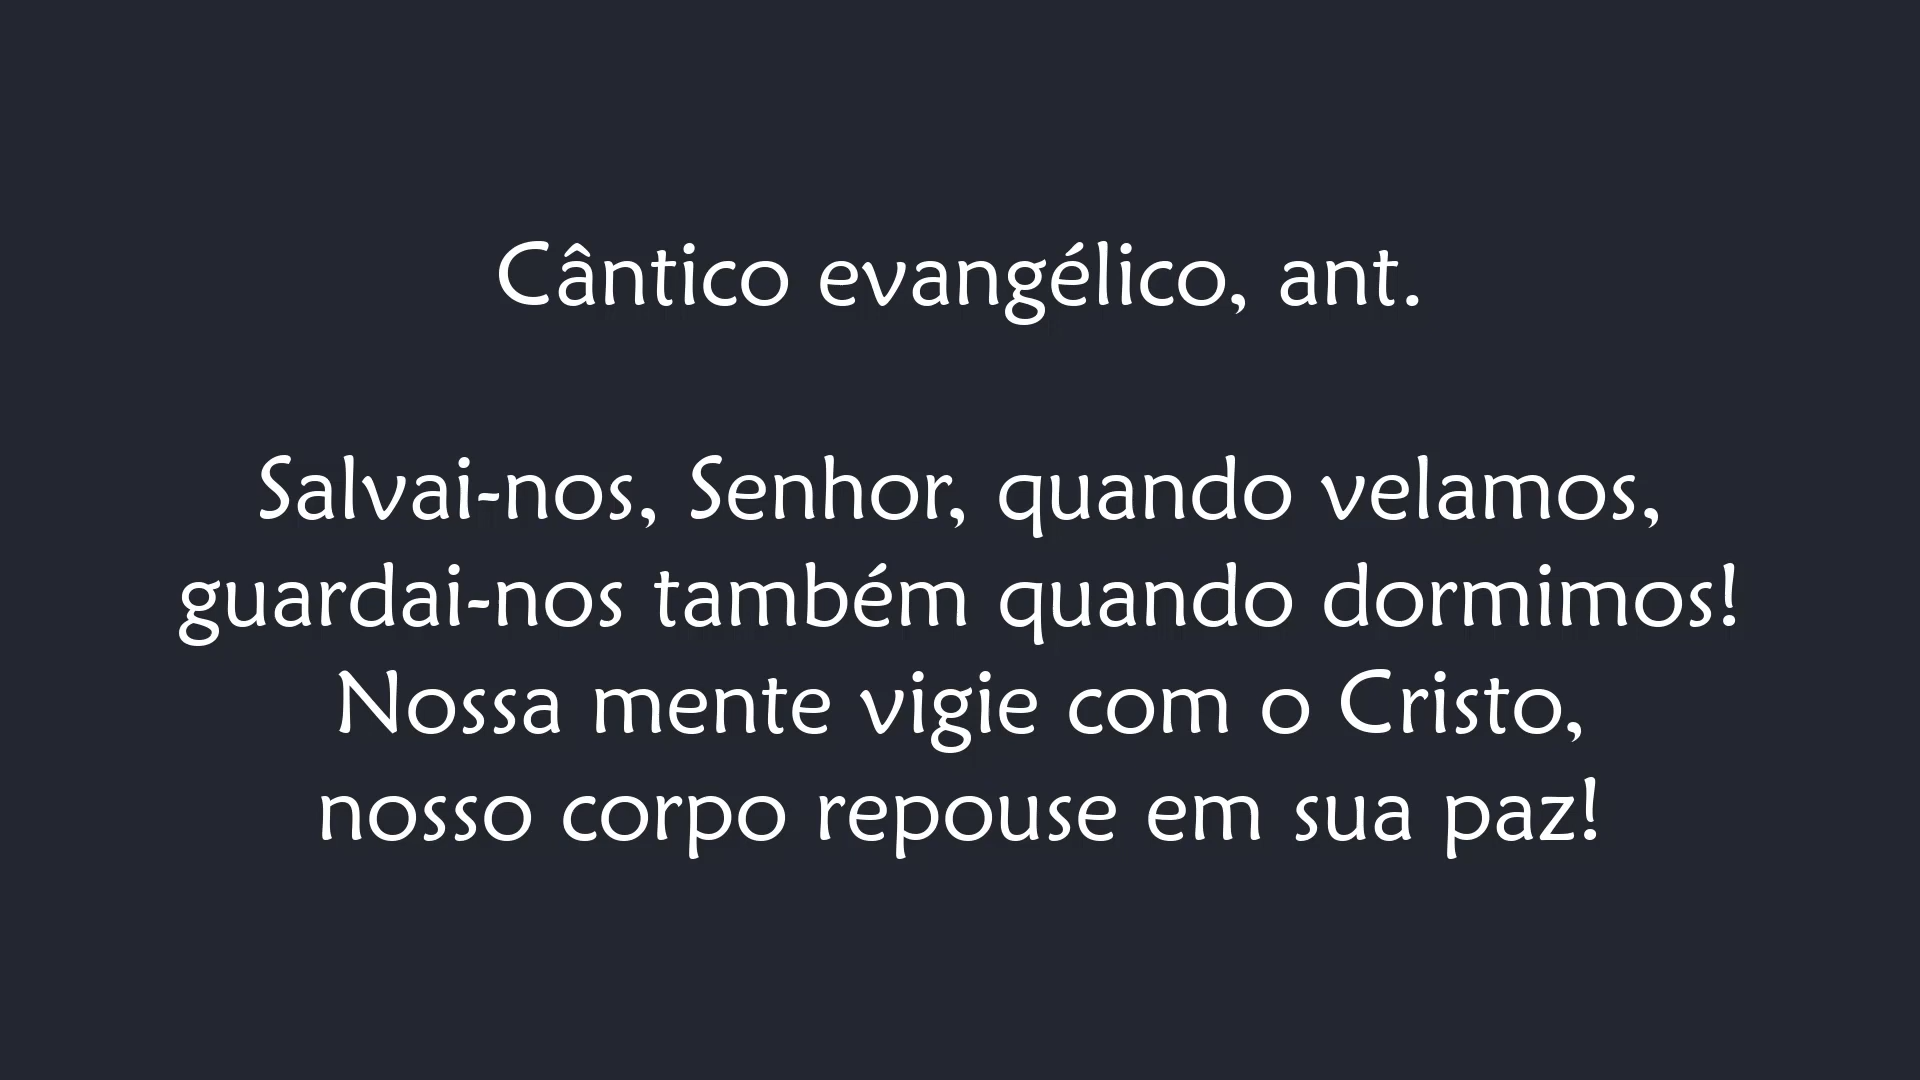 Cântico evangélico, ant.
Salvai-nos, Senhor, quando velamos,
guardai-nos também quando dormimos!
Nossa mente vigie com o Cristo,
nosso corpo repouse em sua paz!